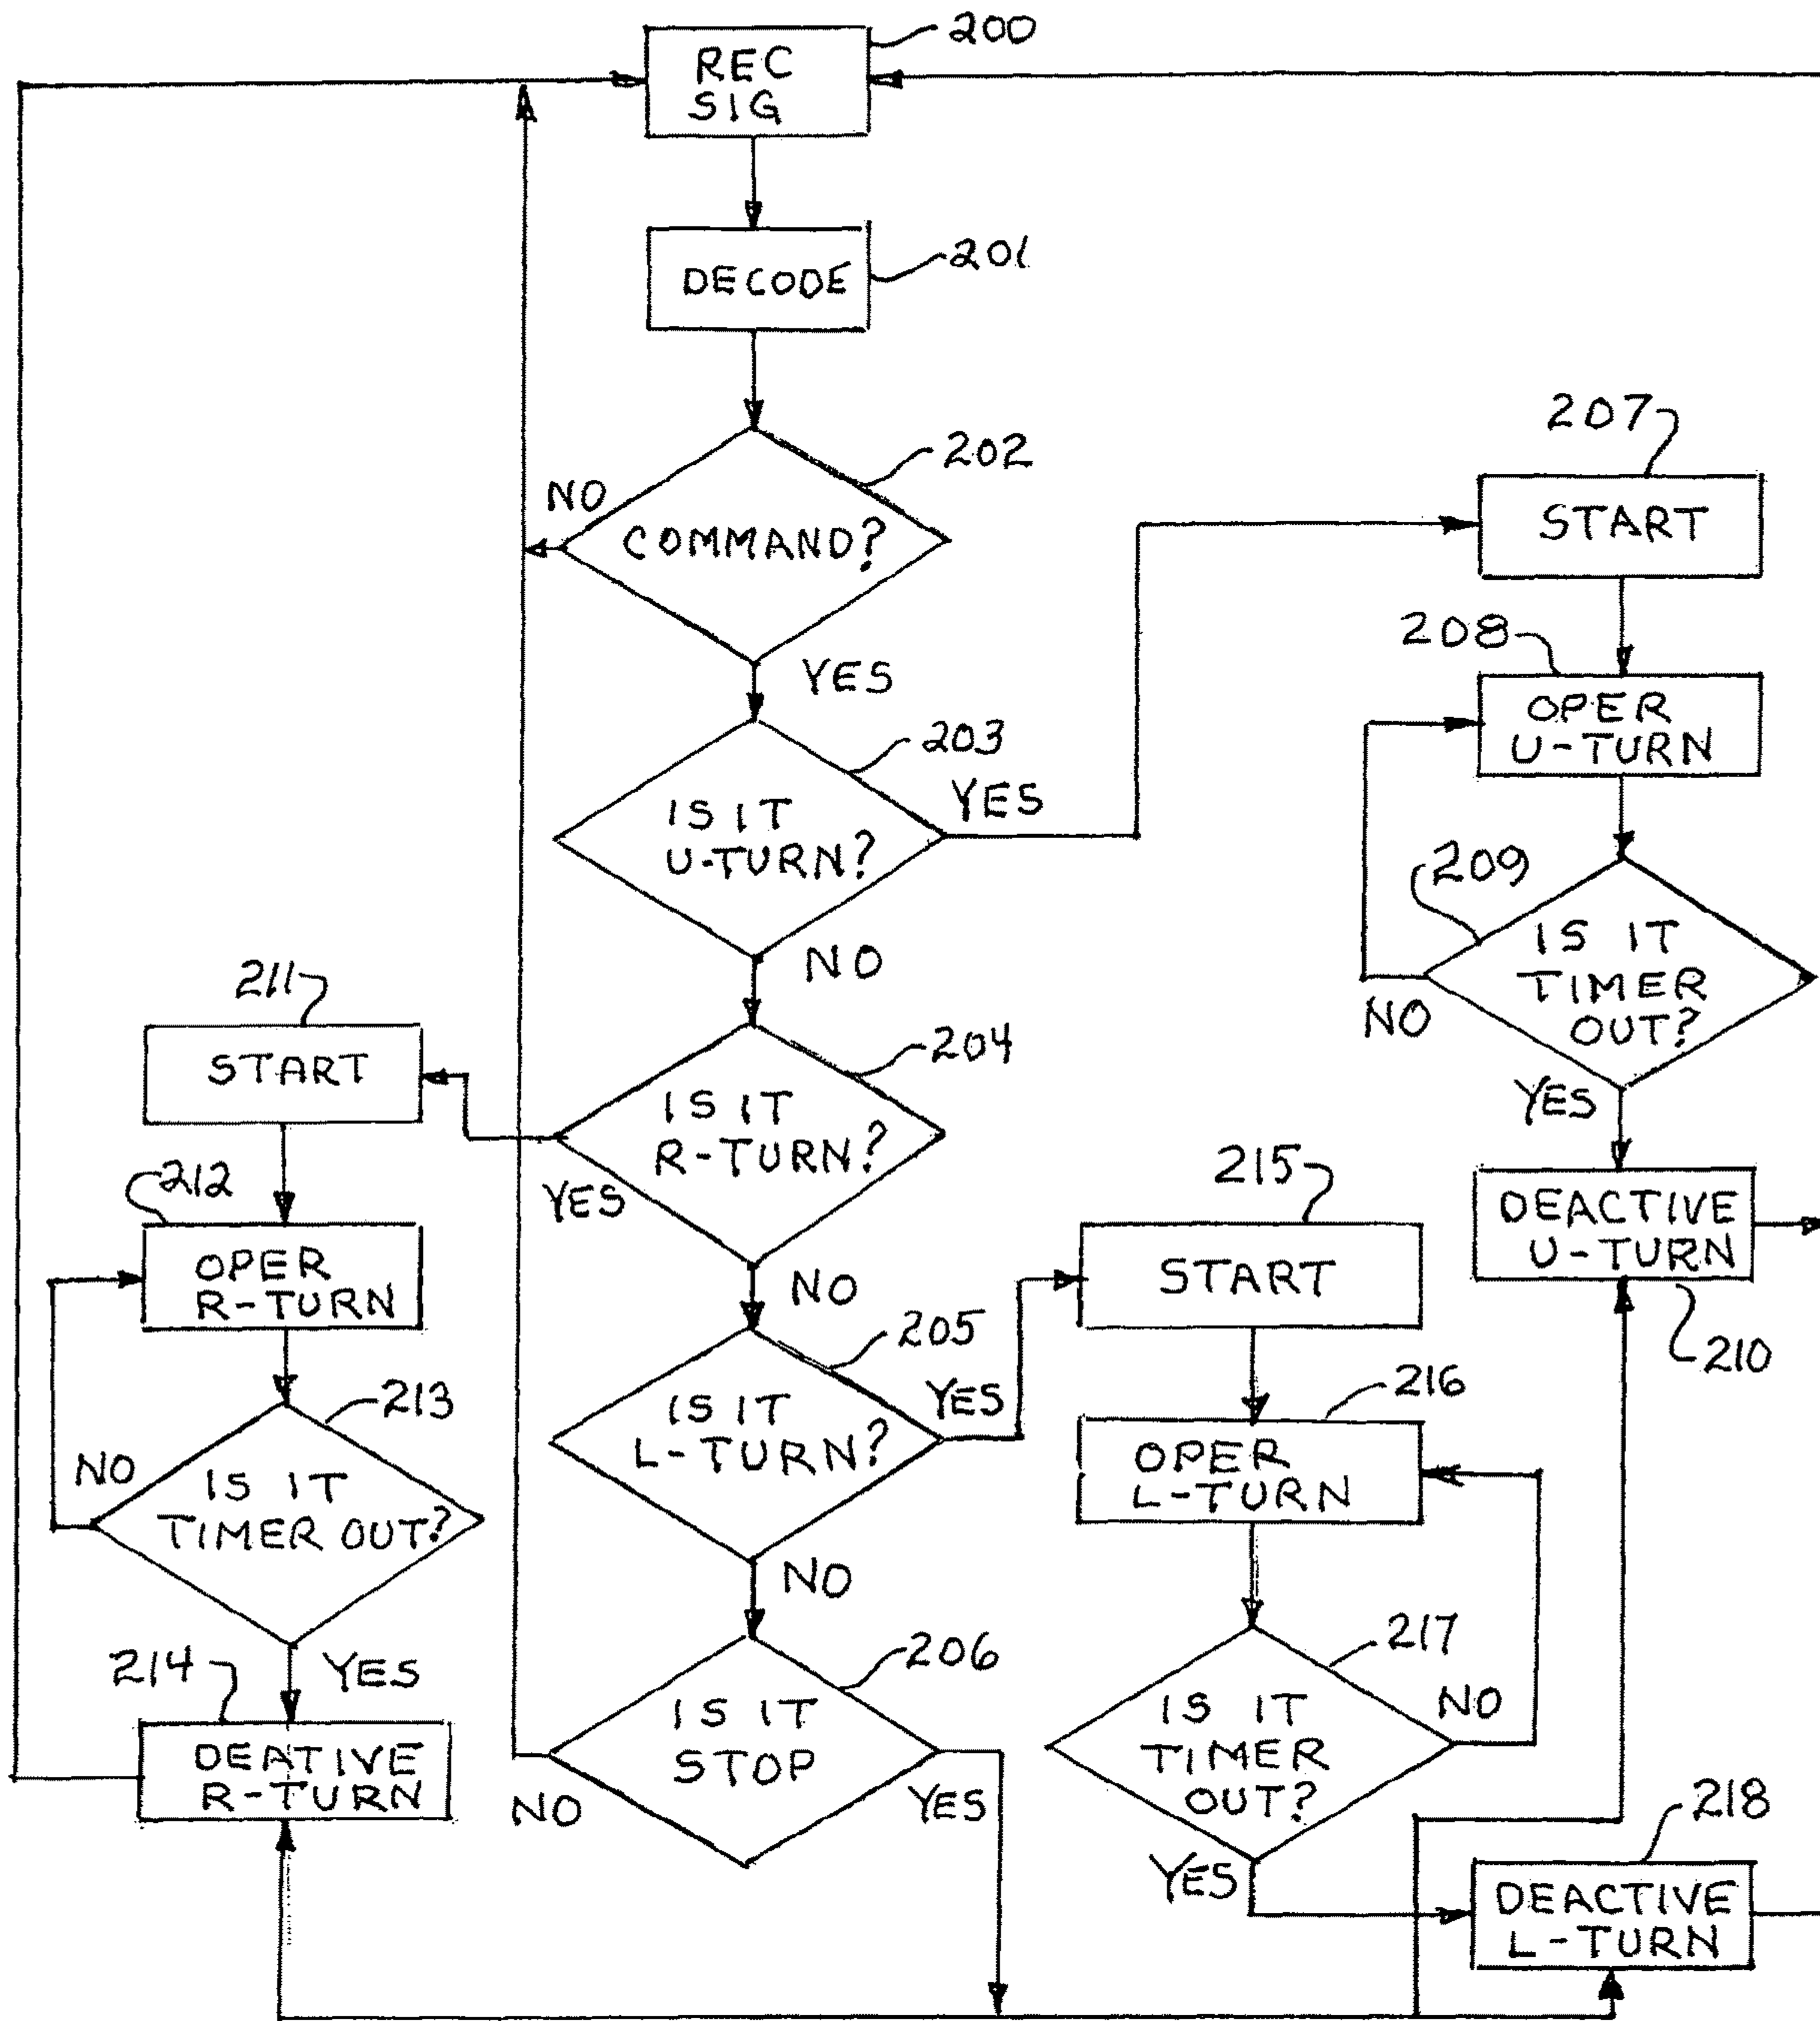 200
REC
SIG
201
DECODE
202
NO
COMMAND?
YES
203
IS IT
U-TURN?
YES
NO
207
START
208
OPER
U-TURN
209
IS IT
TIMER
OUT?
NO
YES
DEACTIVE
U-TURN
210
204
IS IT
R-TURN?
YES
NO
211
START
212
OPER
R-TURN
213
NO
IS IT
TIMER OUT?
YES
214
DEATIVE
R-TURN
205
IS IT
L-TURN?
YES
NO
215
START
216
OPER
L-TURN
217
IS IT
TIMER
OUT?
NO
YES
206
IS IT
STOP
NO
YES
218
DEACTIVE
L-TURN